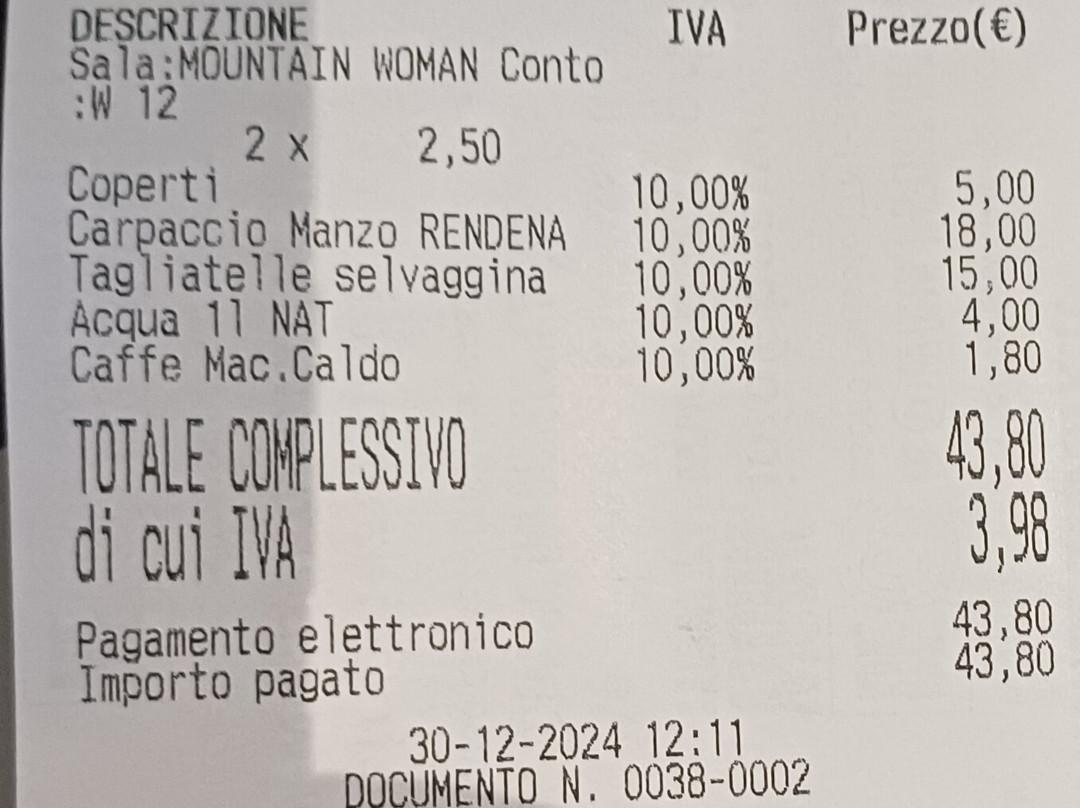 DESCRIZIONE IVA Prezzo(€)
Sala:MOUNTAIN WOMAN Conto
:W 12
2 x 2,50
Coperti 10,00% 5,00
Carpaccio Manzo RENDENA 10,00% 18,00
Tagliatelle selvaggina 10,00% 15,00
Acqua 1l NAT 10,00% 4,00
Caffe Mac.Caldo 10,00% 1,80
TOTALE COMPLESSIVO 43,80
di cui IVA 3,98
Pagamento elettronico 43,80
Importo pagato 43,80
30-12-2024 12:11
DOCUMENTO N. 0038-0002